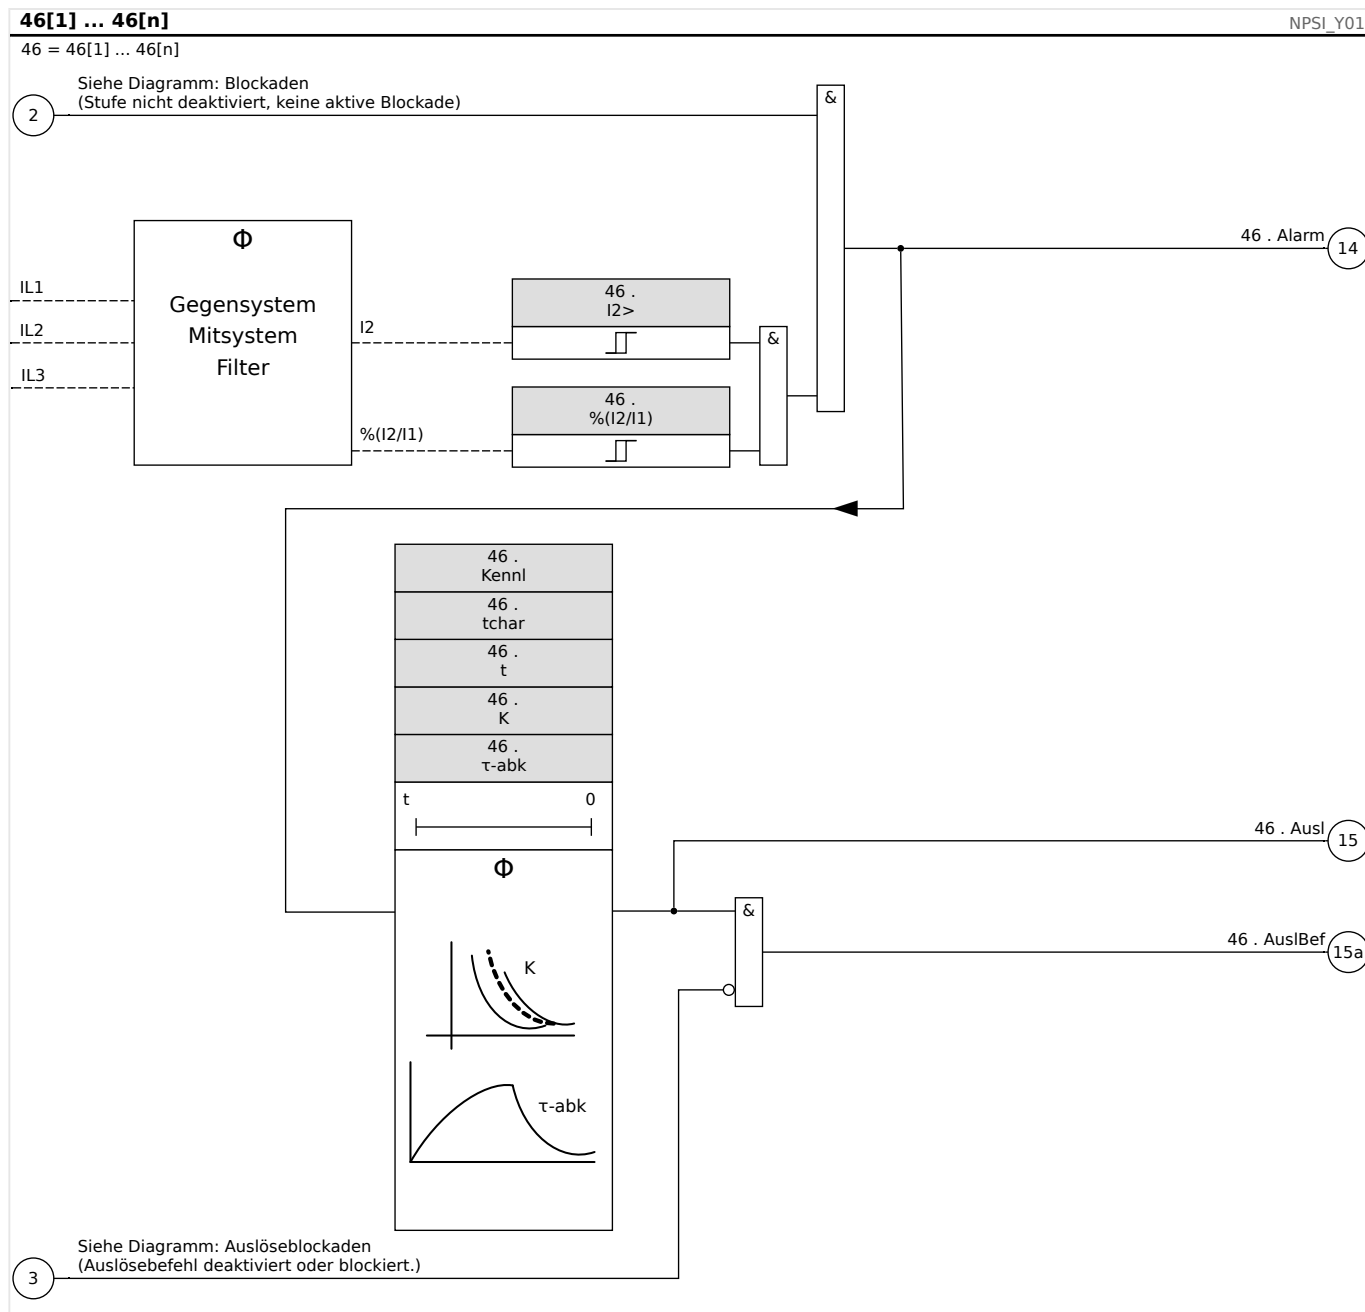 46[1] ... 46[n]
NPSI_Y01
46 = 46[1] ... 46[n]
Siehe Diagramm: Blockaden
(Stufe nicht deaktiviert, keine aktive Blockade)
2
&
46 . Alarm
14
Φ
Gegensystem
Mitsystem
Filter
IL1
IL2
IL3
I2
%(I2/I1)
46 .
I2>
46 .
%(I2/I1)
&
46 .
Kennl
46 .
tchar
46 .
t
46 .
K
46 .
τ-abk
t 0
Φ
K
τ-abk
46 . Ausl
15
&
46 . AuslBef
15a
Siehe Diagramm: Auslöseblockaden
(Auslösebefehl deaktiviert oder blockiert.)
3